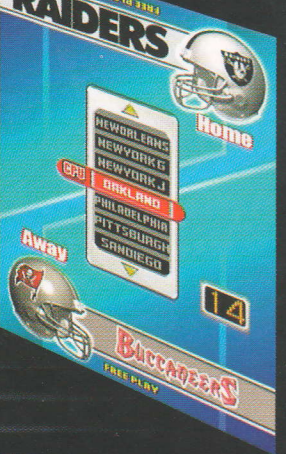 FREE PLAY
RAIDERS
Home
NEWORLEANS
NEWYORKG
NEWYORKJ
CPU OAKLAND
PHILADELPHIA
PITTSBURGH
SANDIEGO
Away
14
BUCCANEERS
FREE PLAY